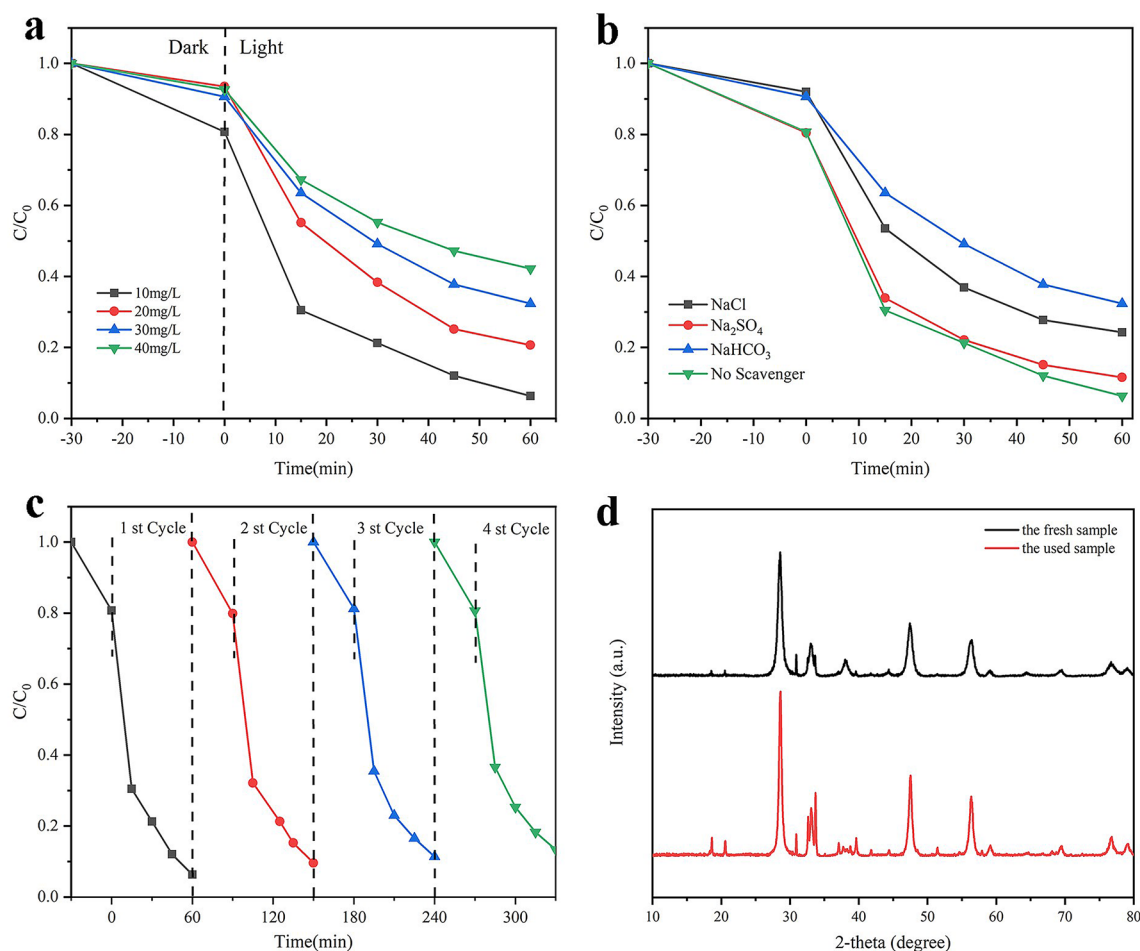 a
Dark
Light
1.0
0.8
0.6
0.4
0.2
0.0
C/C0
10mg/L
20mg/L
30mg/L
40mg/L
-30 -20 -10 0 10 20 30 40 50 60
Time(min)
b
1.0
0.8
0.6
0.4
0.2
0.0
C/C0
NaCl
Na2SO4
NaHCO3
No Scavenger
-30 -20 -10 0 10 20 30 40 50 60
Time(min)
c
1 st Cycle
2 st Cycle
3 st Cycle
4 st Cycle
1.0
0.8
0.6
0.4
0.2
0.0
C/C0
0 60 120 180 240 300
Time(min)
d
the fresh sample
the used sample
Intensity (a.u.)
10 20 30 40 50 60 70 80
2-theta (degree)